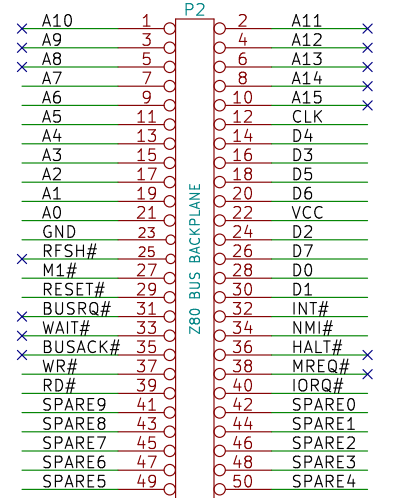 P2
A10 1 2 A11
A9 3 4 A12
A8 5 6 A13
A7 7 8 A14
A6 9 10 A15
A5 11 12 CLK
A4 13 14 D4
A3 15 16 D3
A2 17 18 D5
A1 19 20 D6
A0 21 22 VCC
GND 23 24 D2
RFSH# 25 26 D7
M1# 27 28 D0
RESET# 29 30 D1
BUSRQ# 31 32 INT#
WAIT# 33 34 NMI#
BUSACK# 35 36 HALT#
WR# 37 38 MREQ#
RD# 39 40 IORQ#
SPARE9 41 42 SPARE0
SPARE8 43 44 SPARE1
SPARE7 45 46 SPARE2
SPARE6 47 48 SPARE3
SPARE5 49 50 SPARE4
Z80 BUS BACKPLANE